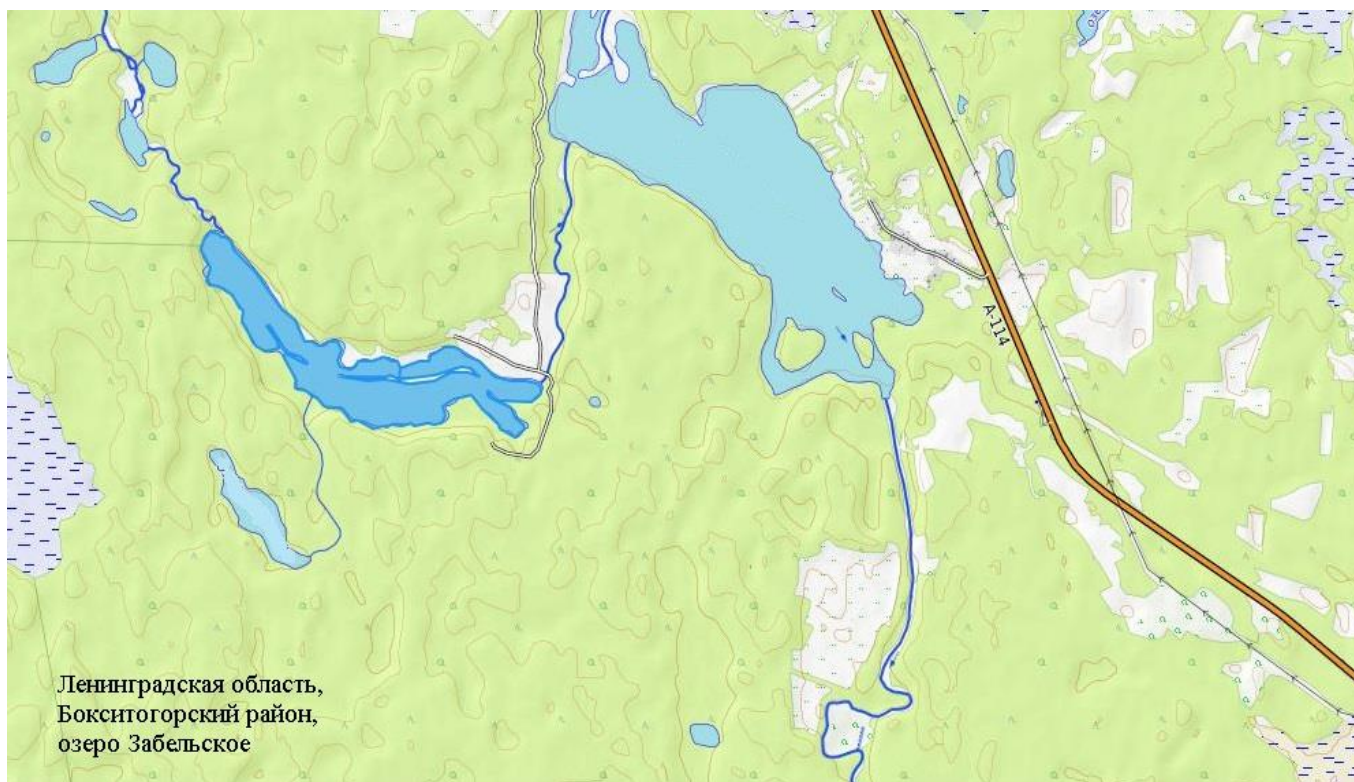 А-114
Ленинградская область,
Бокситогорский район,
озеро Забельское